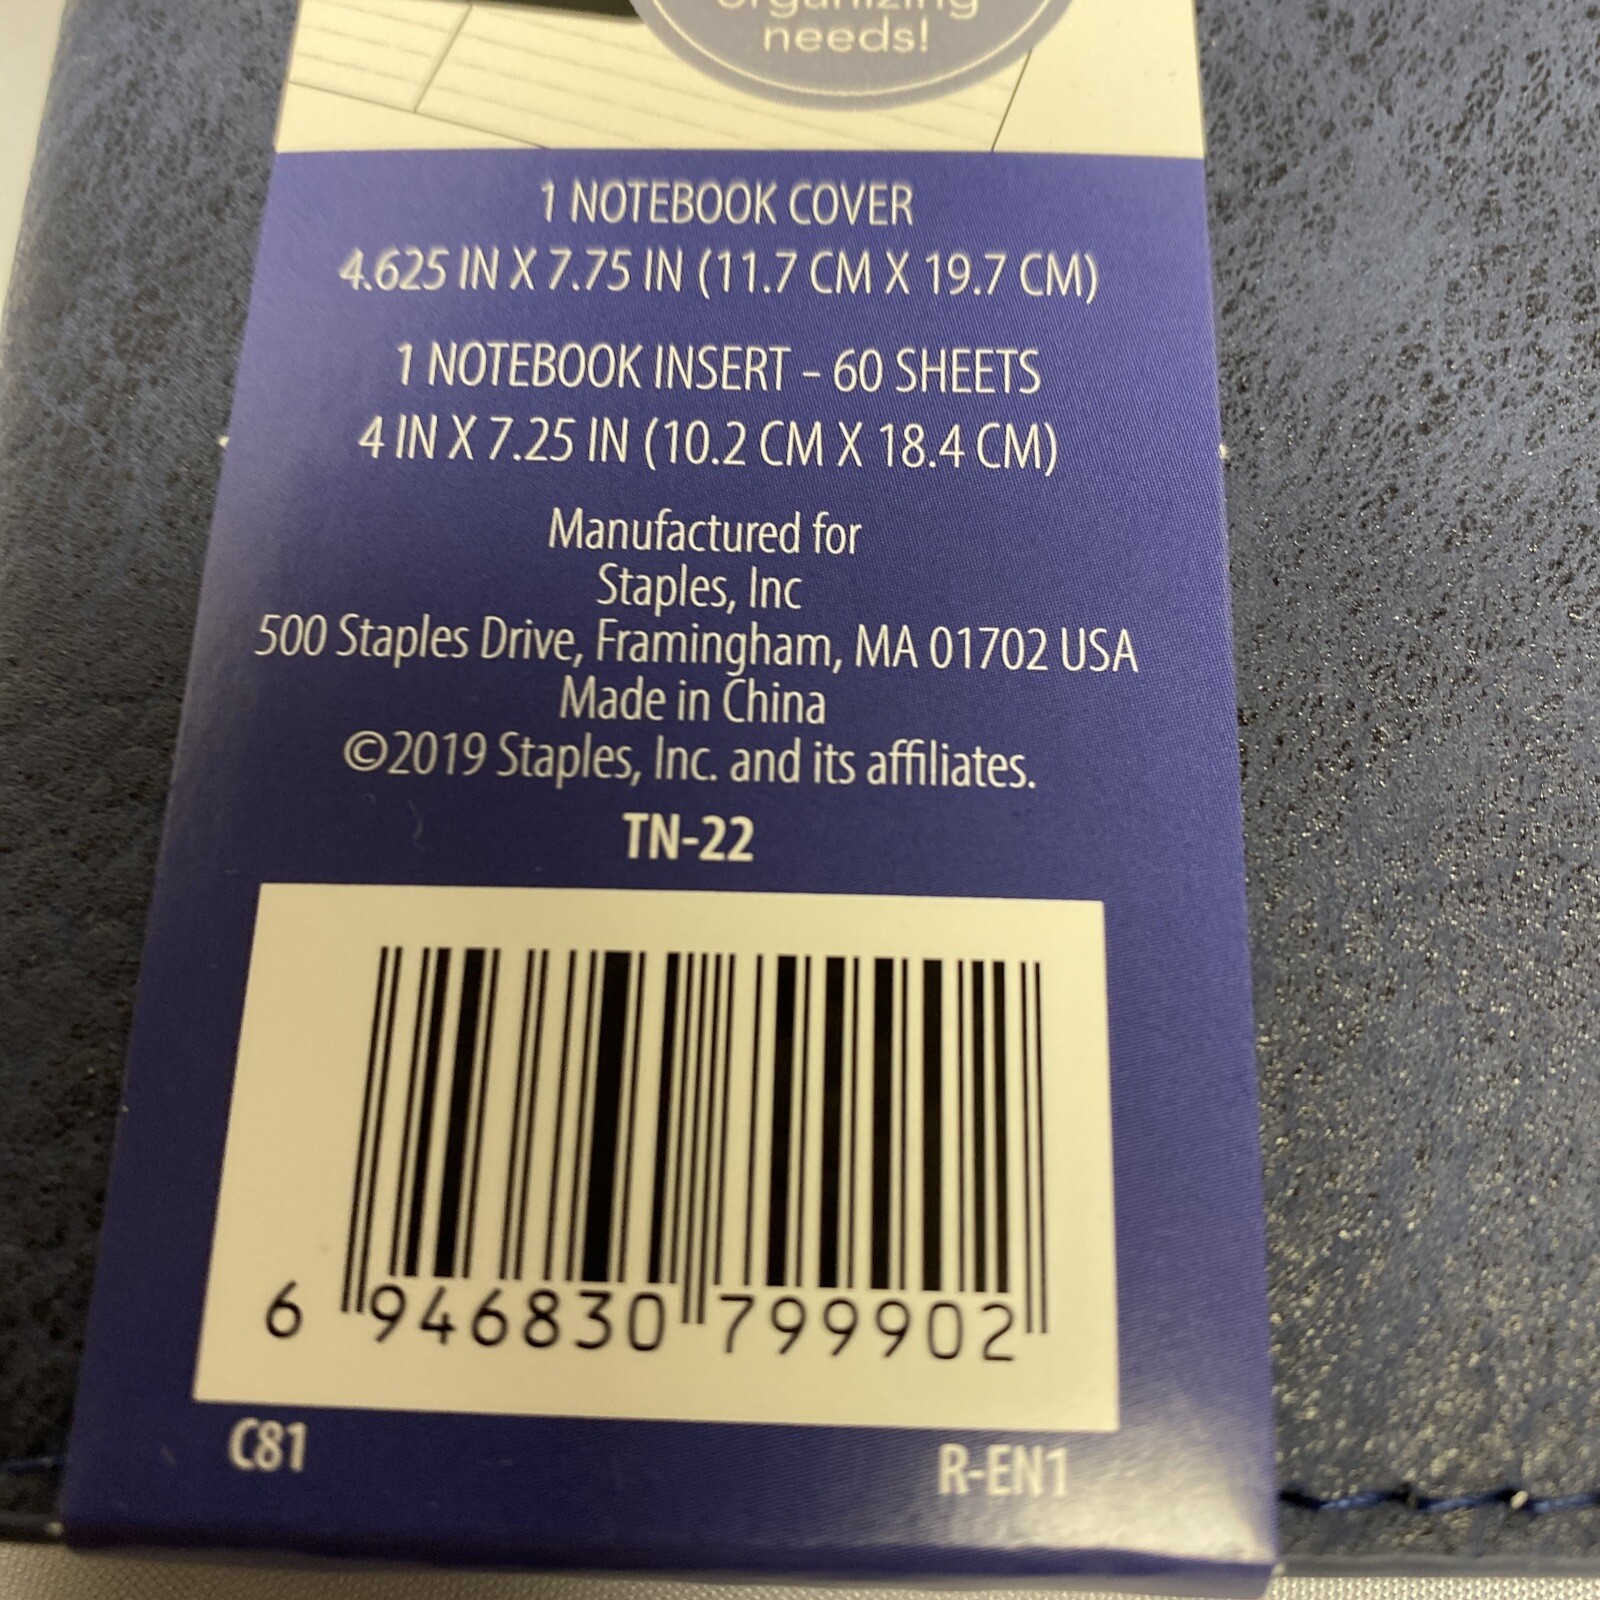 organizing
needs!
1 NOTEBOOK COVER
4.625 IN X 7.75 IN (11.7 CM X 19.7 CM)
1 NOTEBOOK INSERT – 60 SHEETS
4 IN X 7.25 IN (10.2 CM X 18.4 CM)
Manufactured for
Staples, Inc
500 Staples Drive, Framingham, MA 01702 USA
Made in China
©2019 Staples, Inc. and its affiliates.
TN-22
6 946830 799902
C81 R-EN1